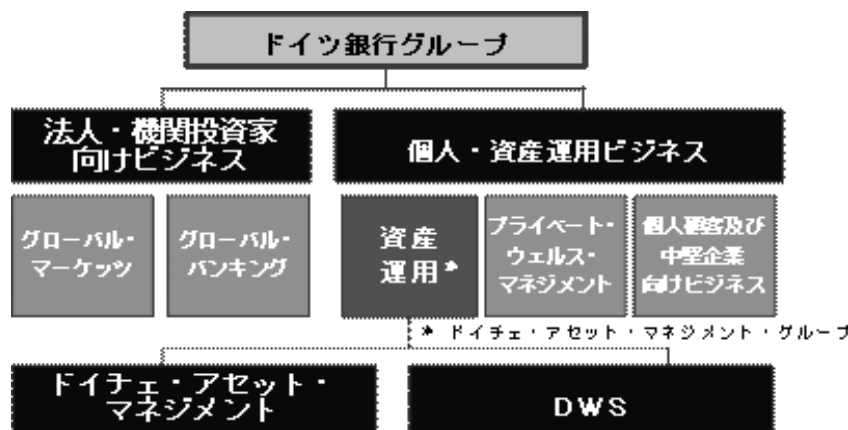 ドイツ銀行グループ
法人・機関投資家
向けビジネス
個人・資産運用ビジネス
グローバル・
マーケッツ
グローバル・
バンキング
資産
運用*
プライベート・
ウェルス・
マネジメント
個人顧客及び
中堅企業
向けビジネス
* ドイチェ・アセット・マネジメント・グループ
ドイチェ・アセット・
マネジメント
DWS